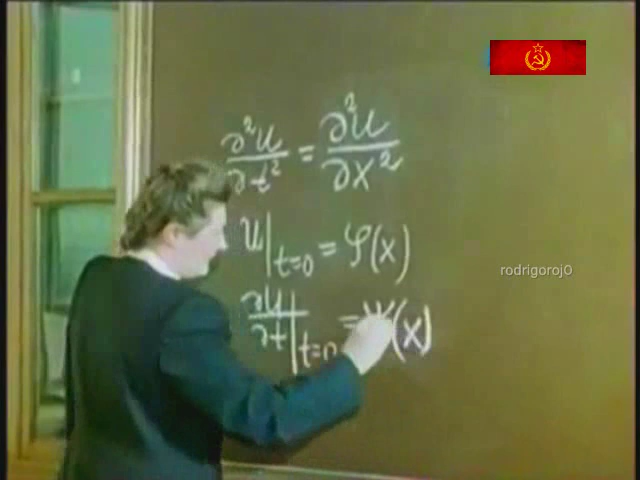 ∂²u/∂t² = ∂²u/∂x²
u|t=0 = φ(x)
rodrigoroj0
∂u/∂t|t=0 = ψ(x)